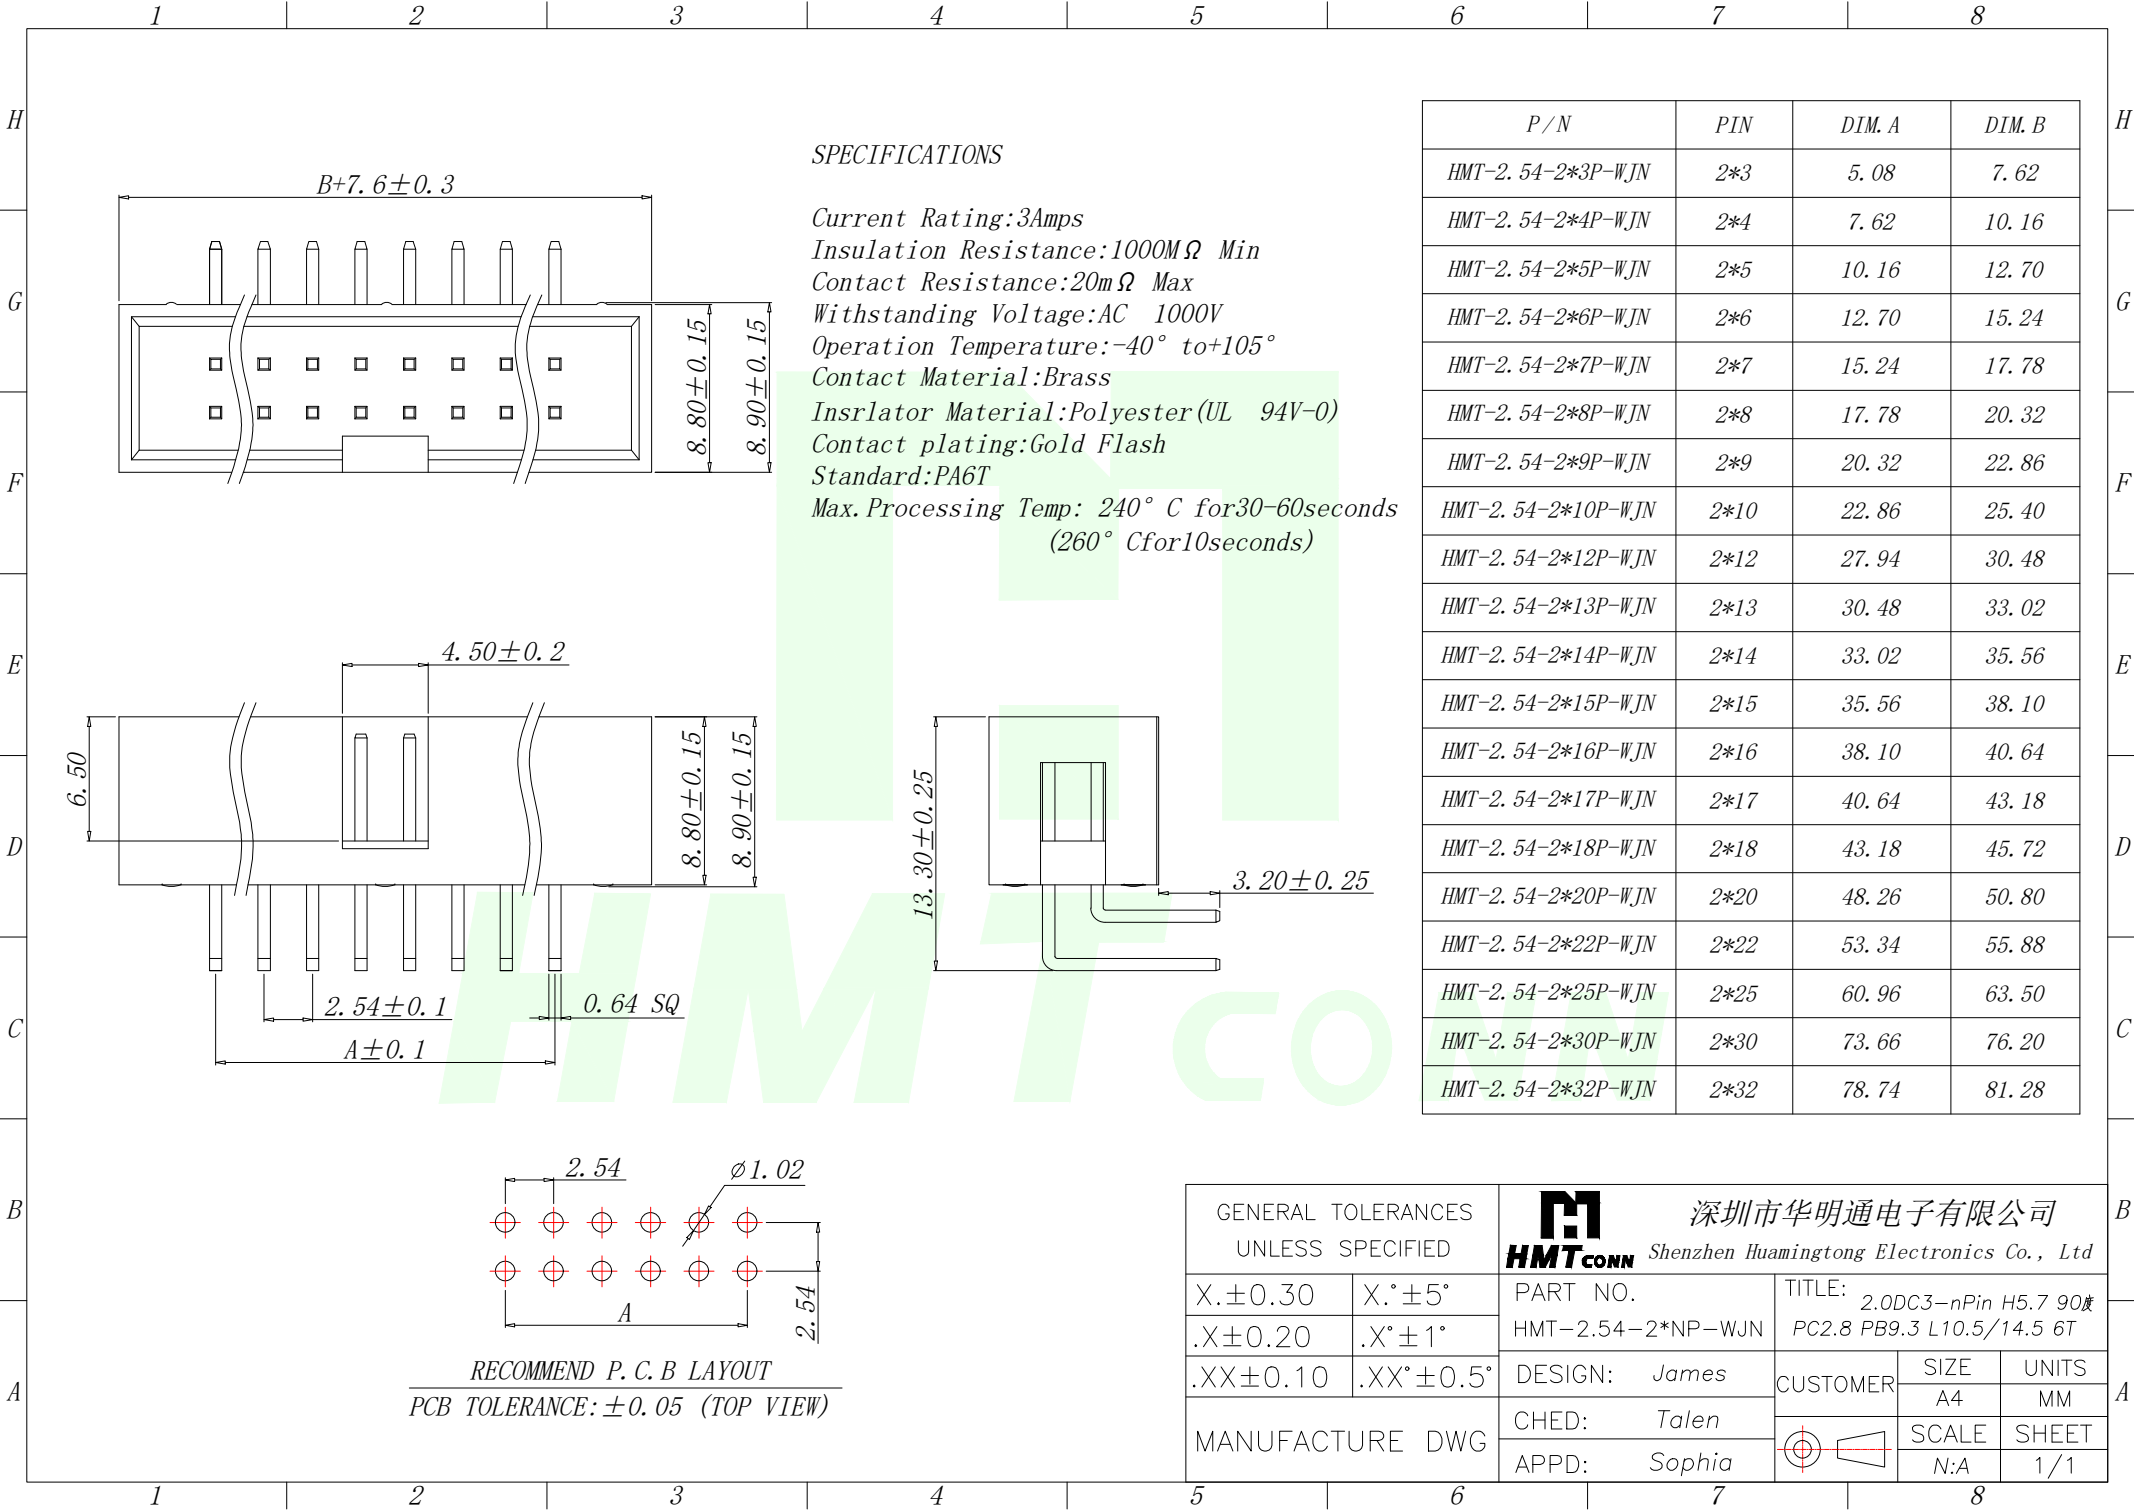 1 2 3 4 5 6 7 8
H H
G G
F F
E E
D D
C C
B B
A A
1 2 3 4 5 6 7 8
B+7.6±0.3
8.80±0.15
8.90±0.15
SPECIFICATIONS
Current Rating:3Amps
Insulation Resistance:1000MΩ Min
Contact Resistance:20mΩ Max
Withstanding Voltage:AC 1000V
Operation Temperature:-40° to+105°
Contact Material:Brass
Insrlator Material:Polyester(UL 94V-0)
Contact plating:Gold Flash
Standard:PA6T
Max.Processing Temp: 240° C for30-60seconds
(260° Cfor10seconds)
P/N PIN DIM.A DIM.B
HMT-2.54-2*3P-WJN 2*3 5.08 7.62
HMT-2.54-2*4P-WJN 2*4 7.62 10.16
HMT-2.54-2*5P-WJN 2*5 10.16 12.70
HMT-2.54-2*6P-WJN 2*6 12.70 15.24
HMT-2.54-2*7P-WJN 2*7 15.24 17.78
HMT-2.54-2*8P-WJN 2*8 17.78 20.32
HMT-2.54-2*9P-WJN 2*9 20.32 22.86
HMT-2.54-2*10P-WJN 2*10 22.86 25.40
HMT-2.54-2*12P-WJN 2*12 27.94 30.48
HMT-2.54-2*13P-WJN 2*13 30.48 33.02
HMT-2.54-2*14P-WJN 2*14 33.02 35.56
HMT-2.54-2*15P-WJN 2*15 35.56 38.10
HMT-2.54-2*16P-WJN 2*16 38.10 40.64
HMT-2.54-2*17P-WJN 2*17 40.64 43.18
HMT-2.54-2*18P-WJN 2*18 43.18 45.72
HMT-2.54-2*20P-WJN 2*20 48.26 50.80
HMT-2.54-2*22P-WJN 2*22 53.34 55.88
HMT-2.54-2*25P-WJN 2*25 60.96 63.50
HMT-2.54-2*30P-WJN 2*30 73.66 76.20
HMT-2.54-2*32P-WJN 2*32 78.74 81.28
4.50±0.2
6.50
8.80±0.15
8.90±0.15
2.54±0.1
0.64 SQ
A±0.1
13.30±0.25
3.20±0.25
HMTCONN
2.54
Ø1.02
2.54
A
RECOMMEND P.C.B LAYOUT
PCB TOLERANCE:±0.05 (TOP VIEW)
GENERAL TOLERANCES
UNLESS SPECIFIED
X.±0.30 X.°±5°
.X±0.20 .X°±1°
.XX±0.10 .XX°±0.5°
MANUFACTURE DWG
HMTCONN
深圳市华明通电子有限公司
Shenzhen Huamingtong Electronics Co., Ltd
PART NO.
HMT-2.54-2*NP-WJN
TITLE: 2.0DC3-nPin H5.7 90度
PC2.8 PB9.3 L10.5/14.5 6T
DESIGN: James
CHED: Talen
APPD: Sophia
CUSTOMER
SIZE UNITS
A4 MM
SCALE SHEET
N:A 1/1